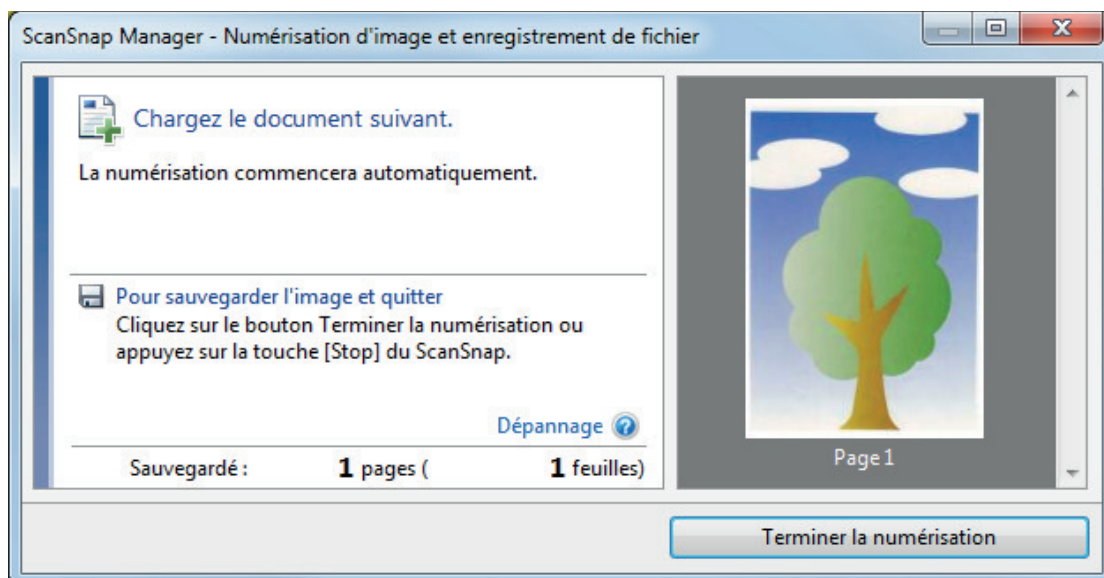 ScanSnap Manager - Numérisation d'image et enregistrement de fichier
Chargez le document suivant.
La numérisation commencera automatiquement.
Pour sauvegarder l'image et quitter
Cliquez sur le bouton Terminer la numérisation ou
appuyez sur la touche [Stop] du ScanSnap.
Dépannage
Sauvegardé : 1 pages ( 1 feuilles)
Page 1
Terminer la numérisation